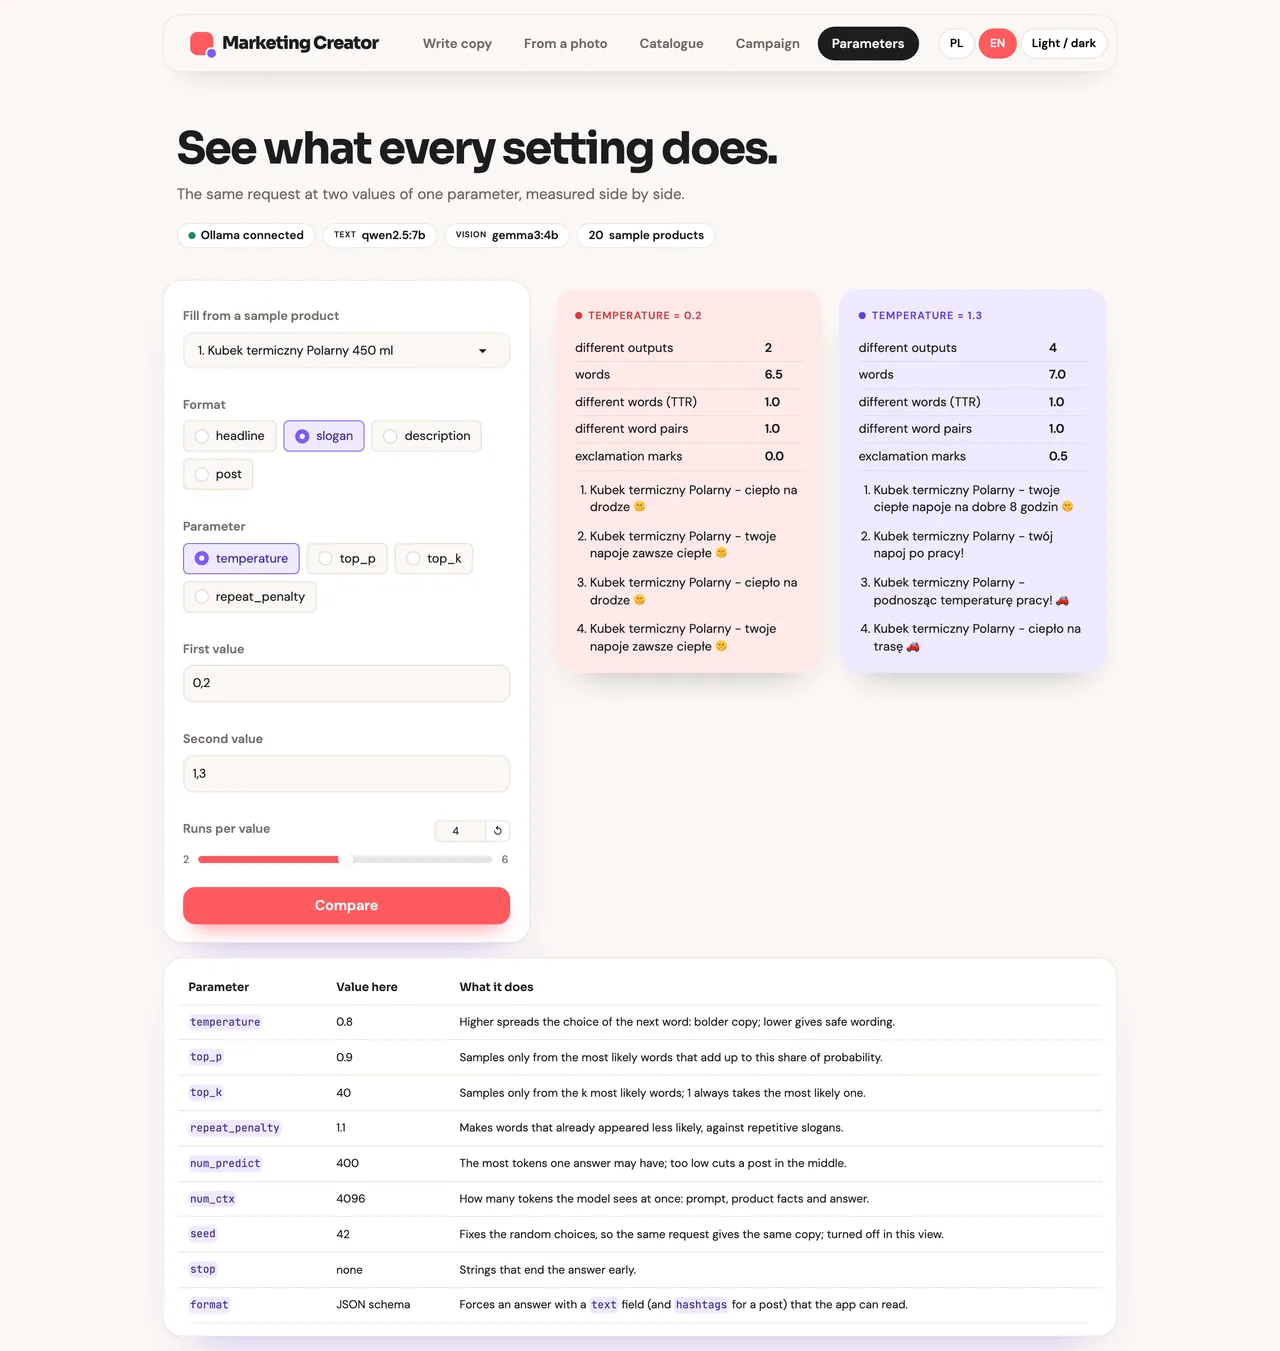 Marketing Creator
Write copy
From a photo
Catalogue
Campaign
Parameters
PL
EN
Light / dark
See what every setting does.
The same request at two values of one parameter, measured side by side.
Ollama connected
TEXT qwen2.5:7b
VISION gemma3:4b
20 sample products
Fill from a sample product
1. Kubek termiczny Polarny 450 ml
Format
headline
slogan
description
post
Parameter
temperature
top_p
top_k
repeat_penalty
First value
0,2
Second value
1,3
Runs per value
4
2
6
Compare
TEMPERATURE = 0.2
different outputs 2
words 6.5
different words (TTR) 1.0
different word pairs 1.0
exclamation marks 0.0
1. Kubek termiczny Polarny – ciepło na
drodze 😊
2. Kubek termiczny Polarny – twoje
napoje zawsze ciepłe 😊
3. Kubek termiczny Polarny – ciepło na
drodze 😊
4. Kubek termiczny Polarny – twoje
napoje zawsze ciepłe 😊
TEMPERATURE = 1.3
different outputs 4
words 7.0
different words (TTR) 1.0
different word pairs 1.0
exclamation marks 0.5
1. Kubek termiczny Polarny – twoje
ciepłe napoje na dobre 8 godzin 😊
2. Kubek termiczny Polarny – twój
napoj po pracy!
3. Kubek termiczny Polarny –
podnosząc temperaturę pracy! 🚗
4. Kubek termiczny Polarny – ciepło na
trasę 🚗
Parameter Value here What it does
temperature 0.8 Higher spreads the choice of the next word: bolder copy; lower gives safe wording.
top_p 0.9 Samples only from the most likely words that add up to this share of probability.
top_k 40 Samples only from the k most likely words; 1 always takes the most likely one.
repeat_penalty 1.1 Makes words that already appeared less likely, against repetitive slogans.
num_predict 400 The most tokens one answer may have; too low cuts a post in the middle.
num_ctx 4096 How many tokens the model sees at once: prompt, product facts and answer.
seed 42 Fixes the random choices, so the same request gives the same copy; turned off in this view.
stop none Strings that end the answer early.
format JSON schema Forces an answer with a text field (and hashtags for a post) that the app can read.